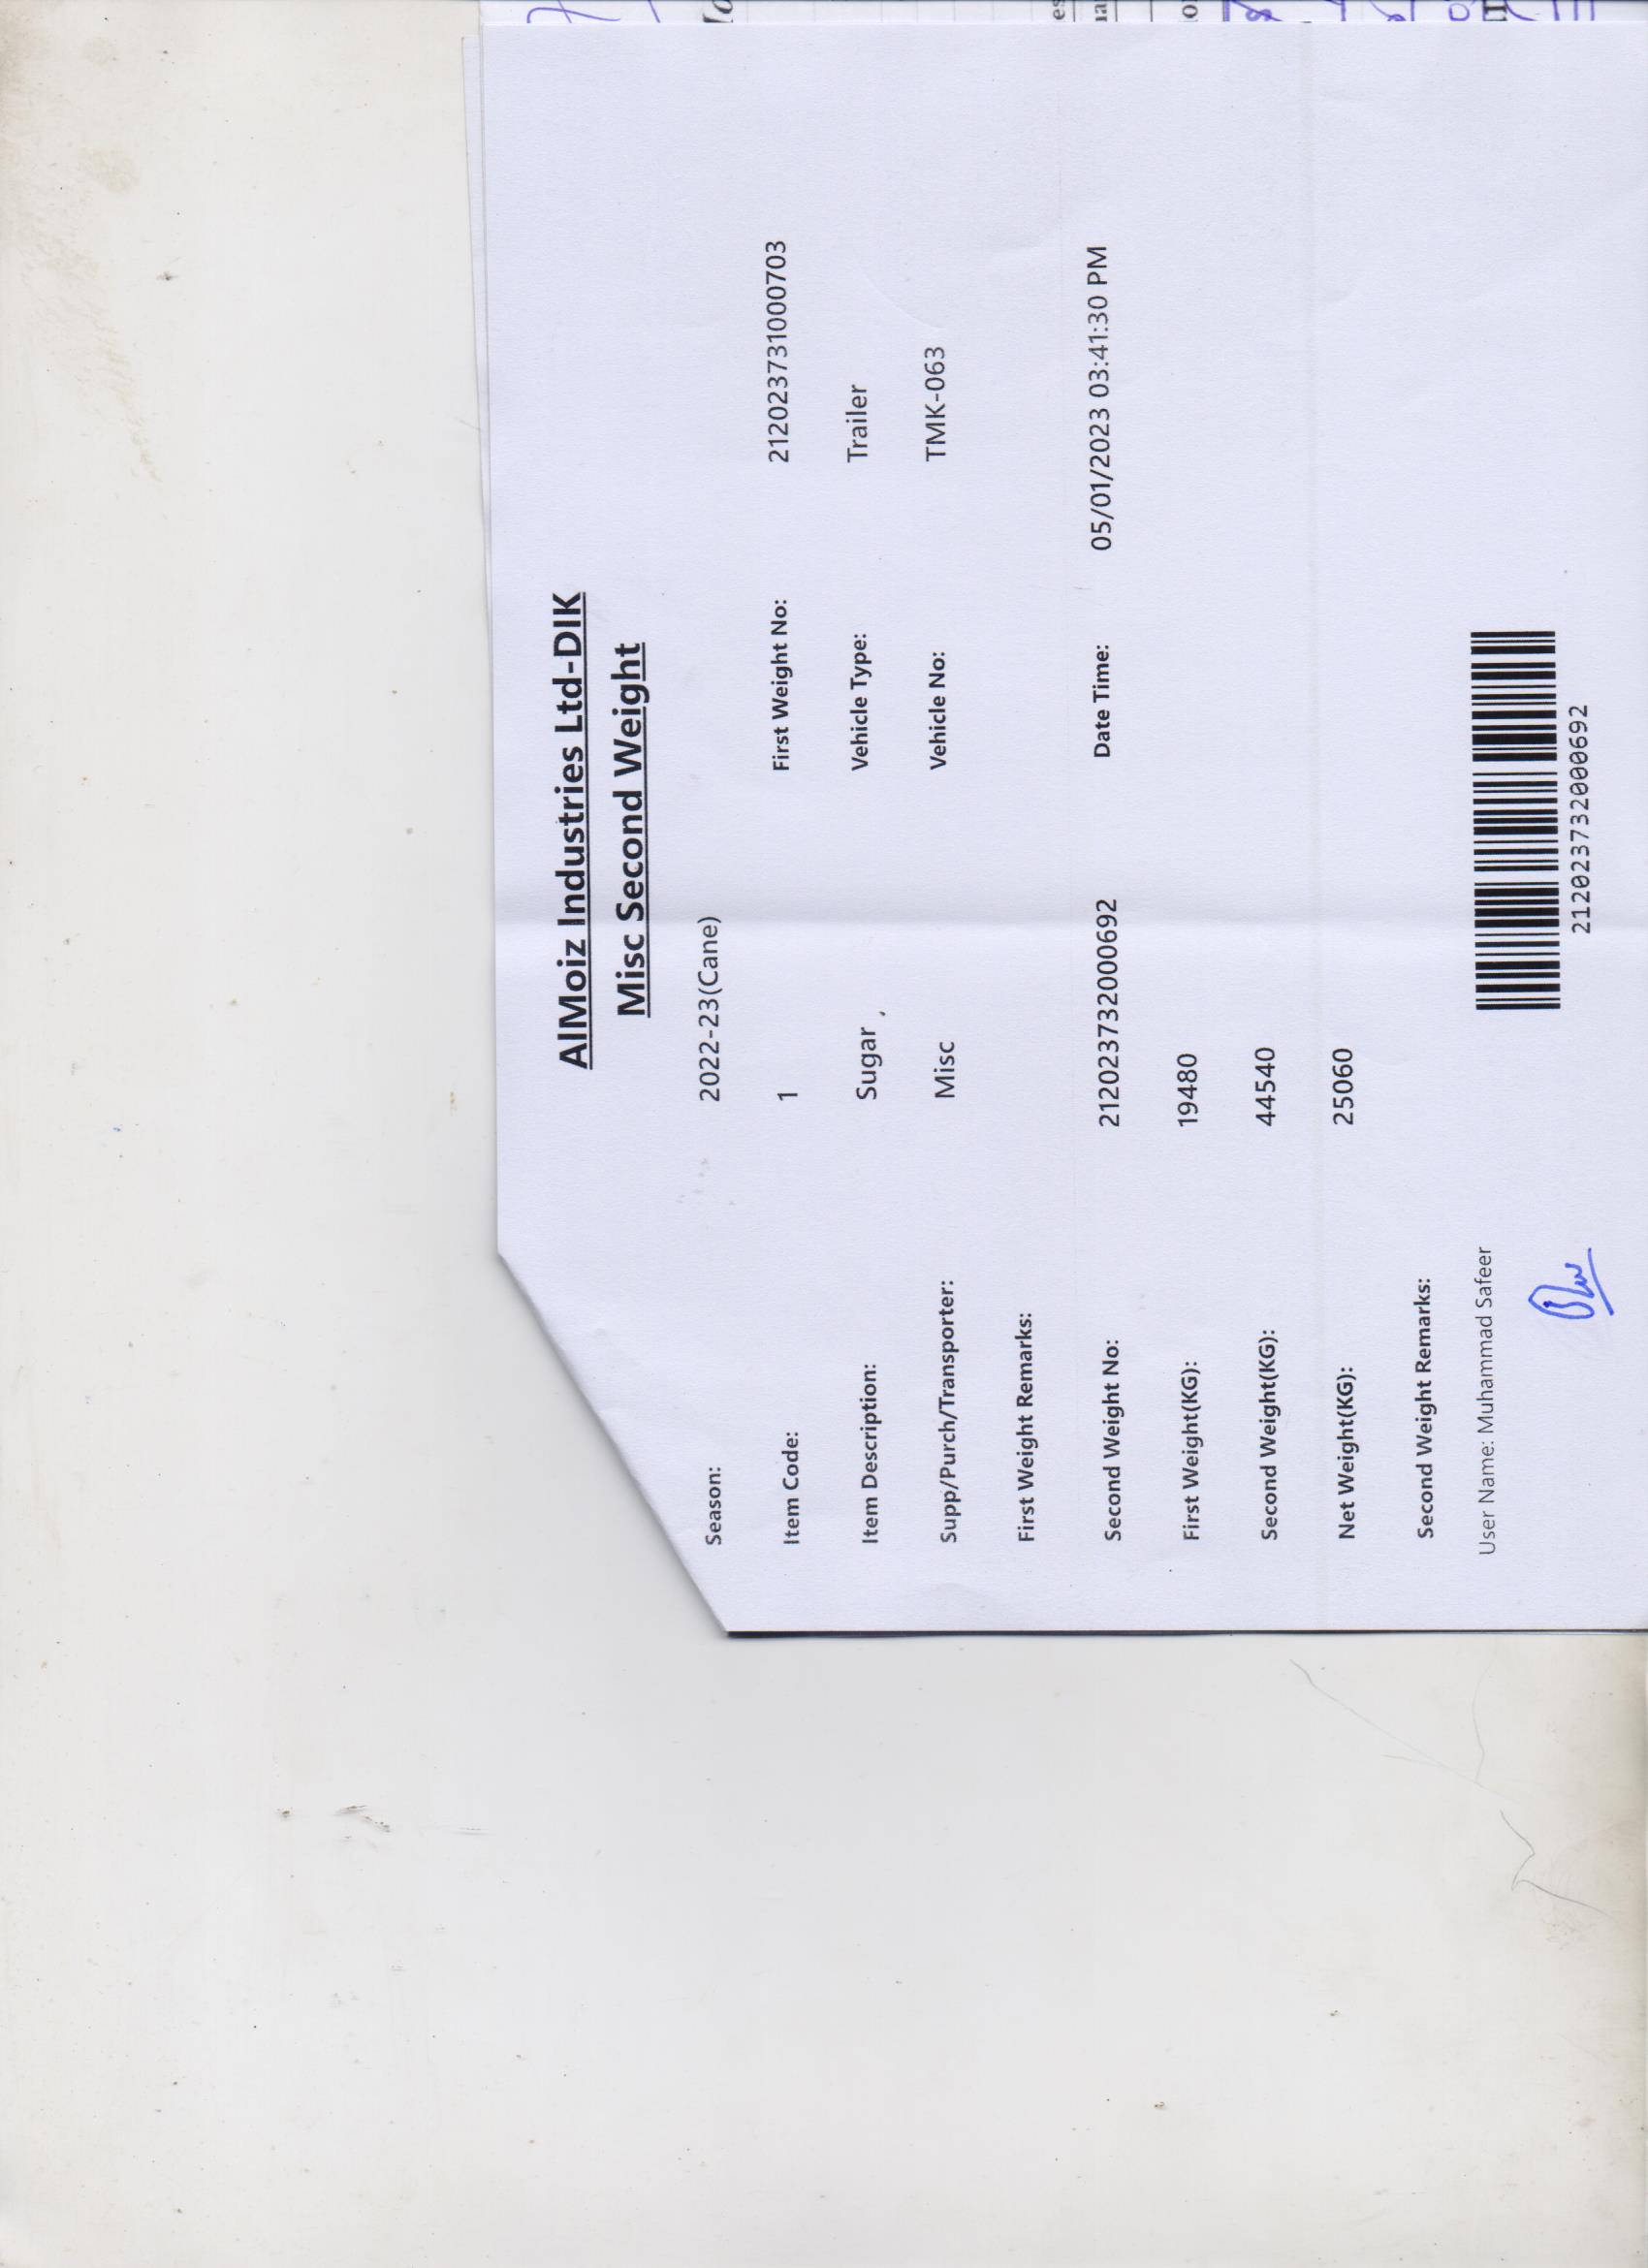 AlMoiz Industries Ltd-DIK
Misc Second Weight
Season: 2022-23(Cane)
Item Code: 1 First Weight No: 2120237310007​03
Item Description: Sugar , Vehicle Type: Trailer
Supp/Purch/Transporter: Misc Vehicle No: TMK-063
First Weight Remarks:
Second Weight No: 212023732000692 Date Time: 05/01/2023 03:41:30 PM
First Weight(KG): 19480
Second Weight(KG): 44540
Net Weight(KG): 25060
Second Weight Remarks:
User Name: Muhammad Safeer
212023732000692